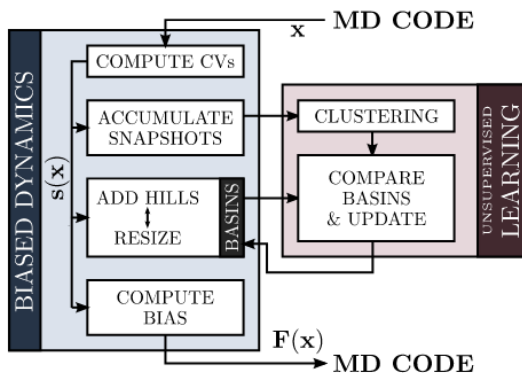 x
MD CODE
BIASED DYNAMICS
s(x)
COMPUTE CVs
ACCUMULATE
SNAPSHOTS
ADD HILLS
RESIZE
BASINS
COMPUTE
BIAS
CLUSTERING
COMPARE
BASINS
& UPDATE
UNSUPERVISED
LEARNING
F(x)
MD CODE